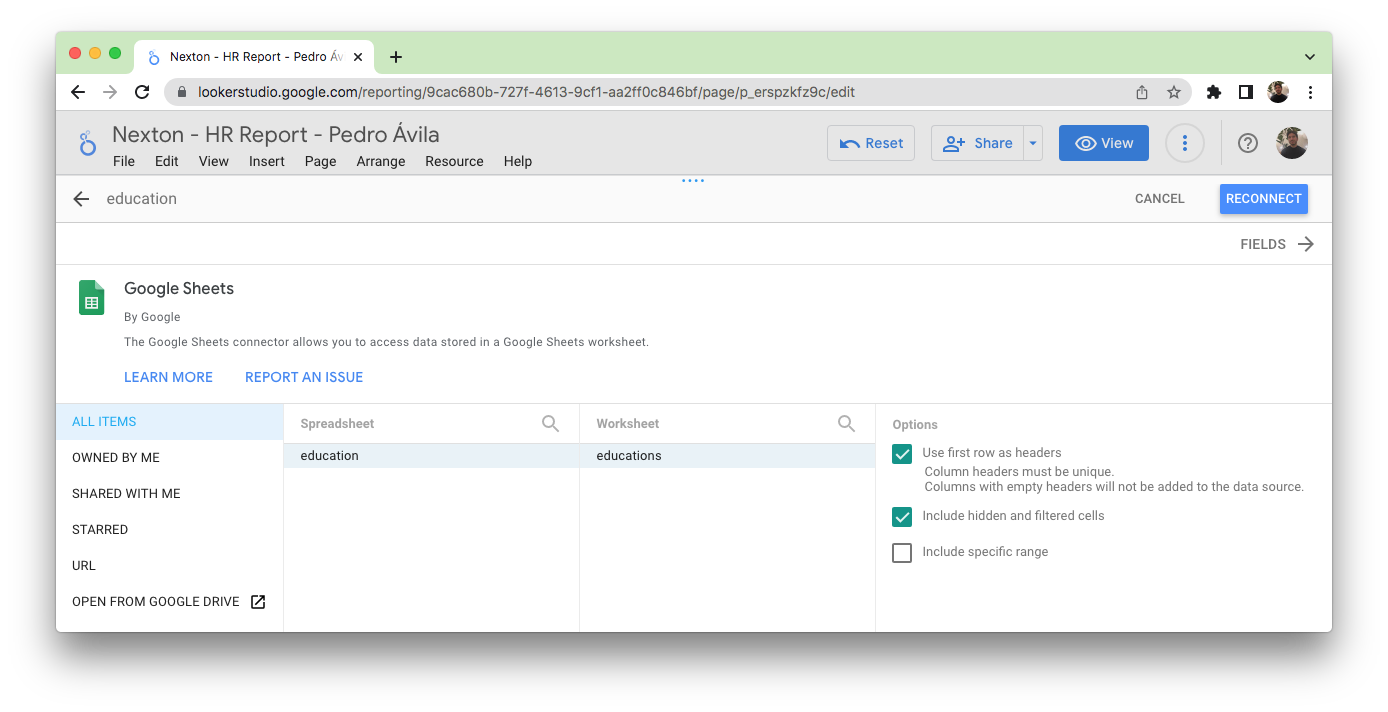 Nexton - HR Report - Pedro Áv
lookerstudio.google.com/reporting/9cac680b-727f-4613-9cf1-aa2ff0c846bf/page/p_erspzkfz9c/edit
Nexton - HR Report - Pedro Ávila
File Edit View Insert Page Arrange Resource Help
Reset Share View
education
CANCEL RECONNECT
FIELDS
Google Sheets
By Google
The Google Sheets connector allows you to access data stored in a Google Sheets worksheet.
LEARN MORE REPORT AN ISSUE
ALL ITEMS
OWNED BY ME
SHARED WITH ME
STARRED
URL
OPEN FROM GOOGLE DRIVE
Spreadsheet
education
Worksheet
educations
Options
Use first row as headers
Column headers must be unique.
Columns with empty headers will not be added to the data source.
Include hidden and filtered cells
Include specific range